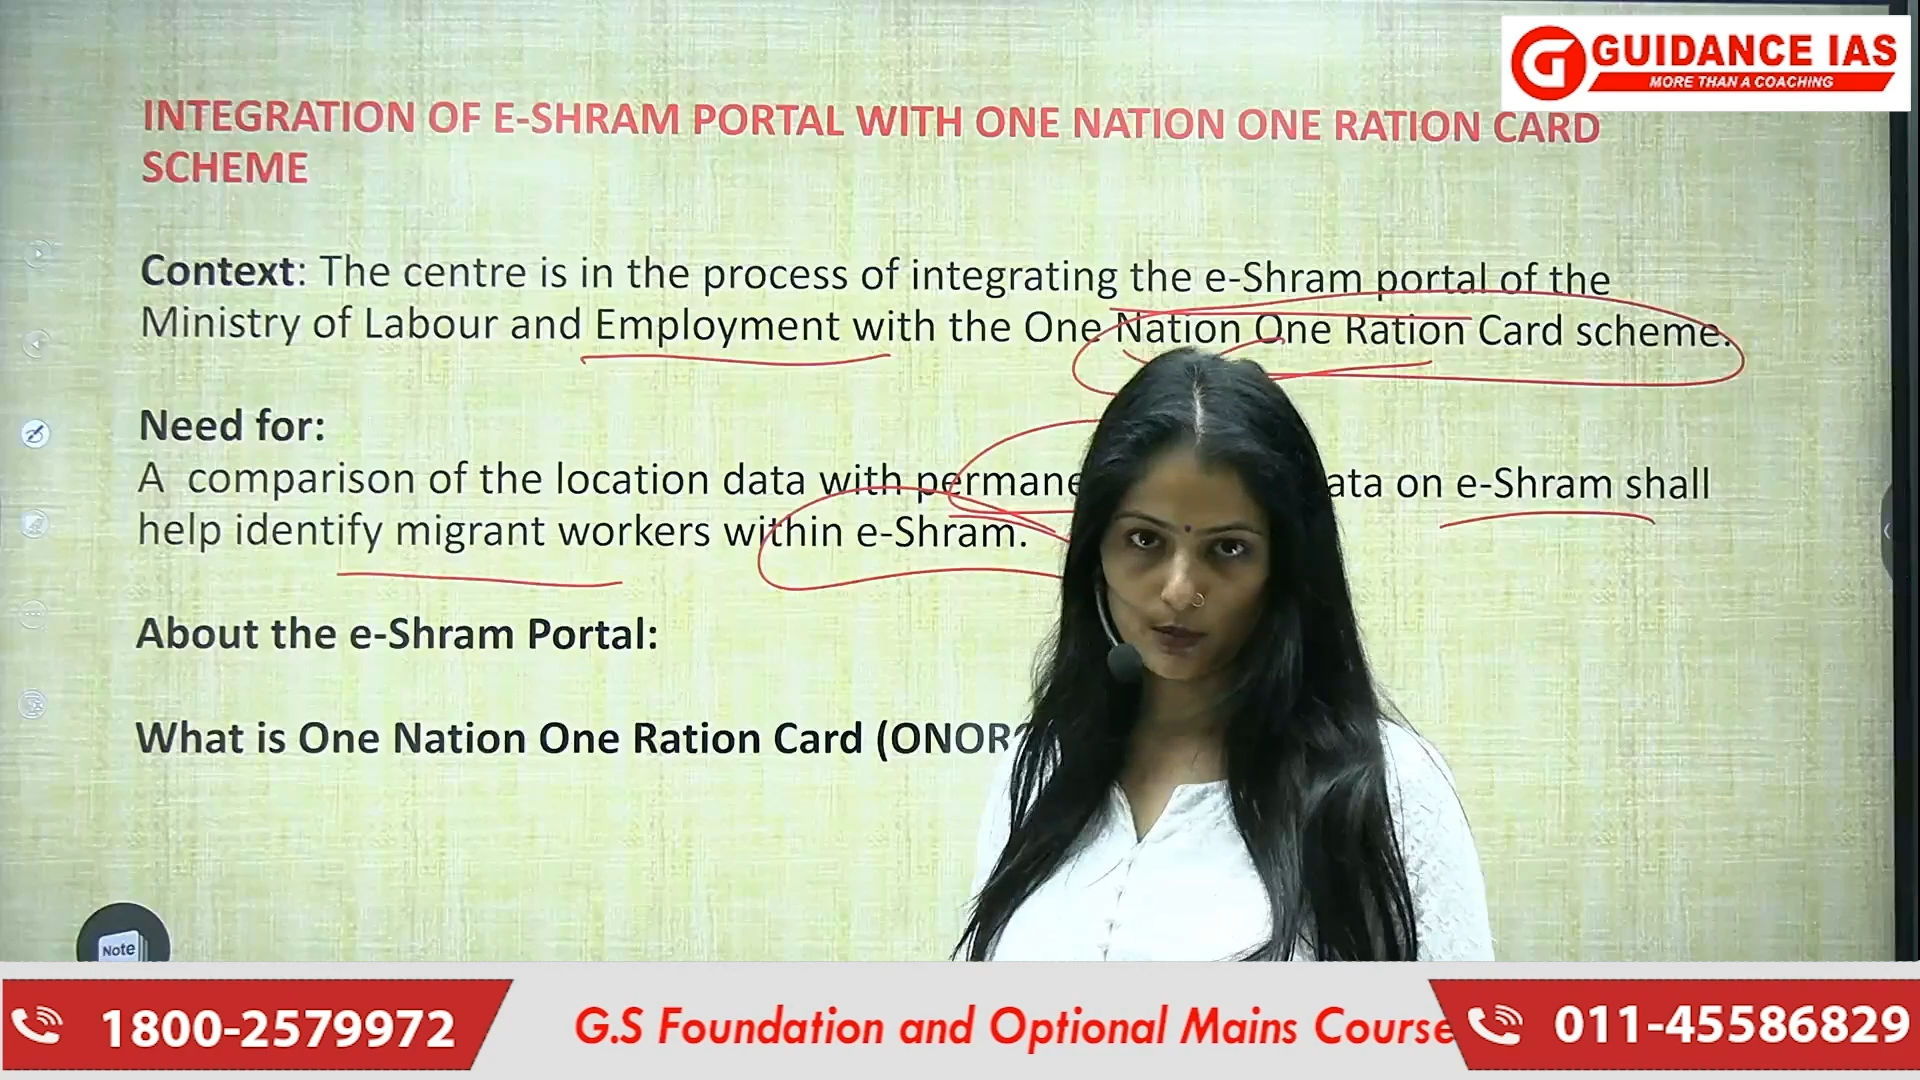 GUIDANCE IAS
MORE THAN A COACHING
INTEGRATION OF E-SHRAM PORTAL WITH ONE NATION ONE RATION CARD
SCHEME
Context: The centre is in the process of integrating the e-Shram portal of the
Ministry of Labour and Employment with the One Nation One Ration Card scheme.
Need for:
A comparison of the location data with permane ata on e-Shram shall
help identify migrant workers within e-Shram.
About the e-Shram Portal:
What is One Nation One Ration Card (ONOR
Note
1800-2579972
G.S Foundation and Optional Mains Course
011-45586829